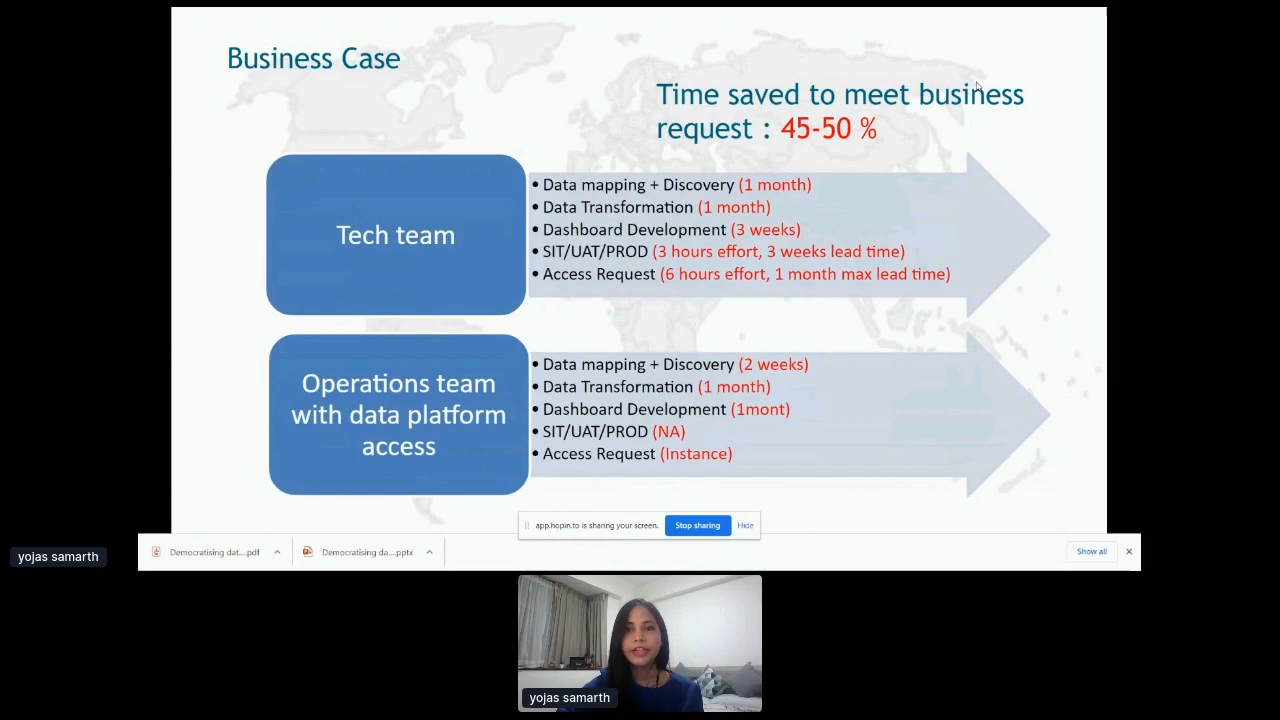 Business Case
Time saved to meet business
request : 45-50 %
Tech team
• Data mapping + Discovery (1 month)
• Data Transformation (1 month)
• Dashboard Development (3 weeks)
• SIT/UAT/PROD (3 hours effort, 3 weeks lead time)
• Access Request (6 hours effort, 1 month max lead time)
Operations team
with data platform
access
• Data mapping + Discovery (2 weeks)
• Data Transformation (1 month)
• Dashboard Development (1mont)
• SIT/UAT/PROD (NA)
• Access Request (Instance)
app.hopin.to is sharing your screen. Stop sharing Hide
yojas samarth
Democratising dat....pdf
Democratising da....pptx
Show all
yojas samarth